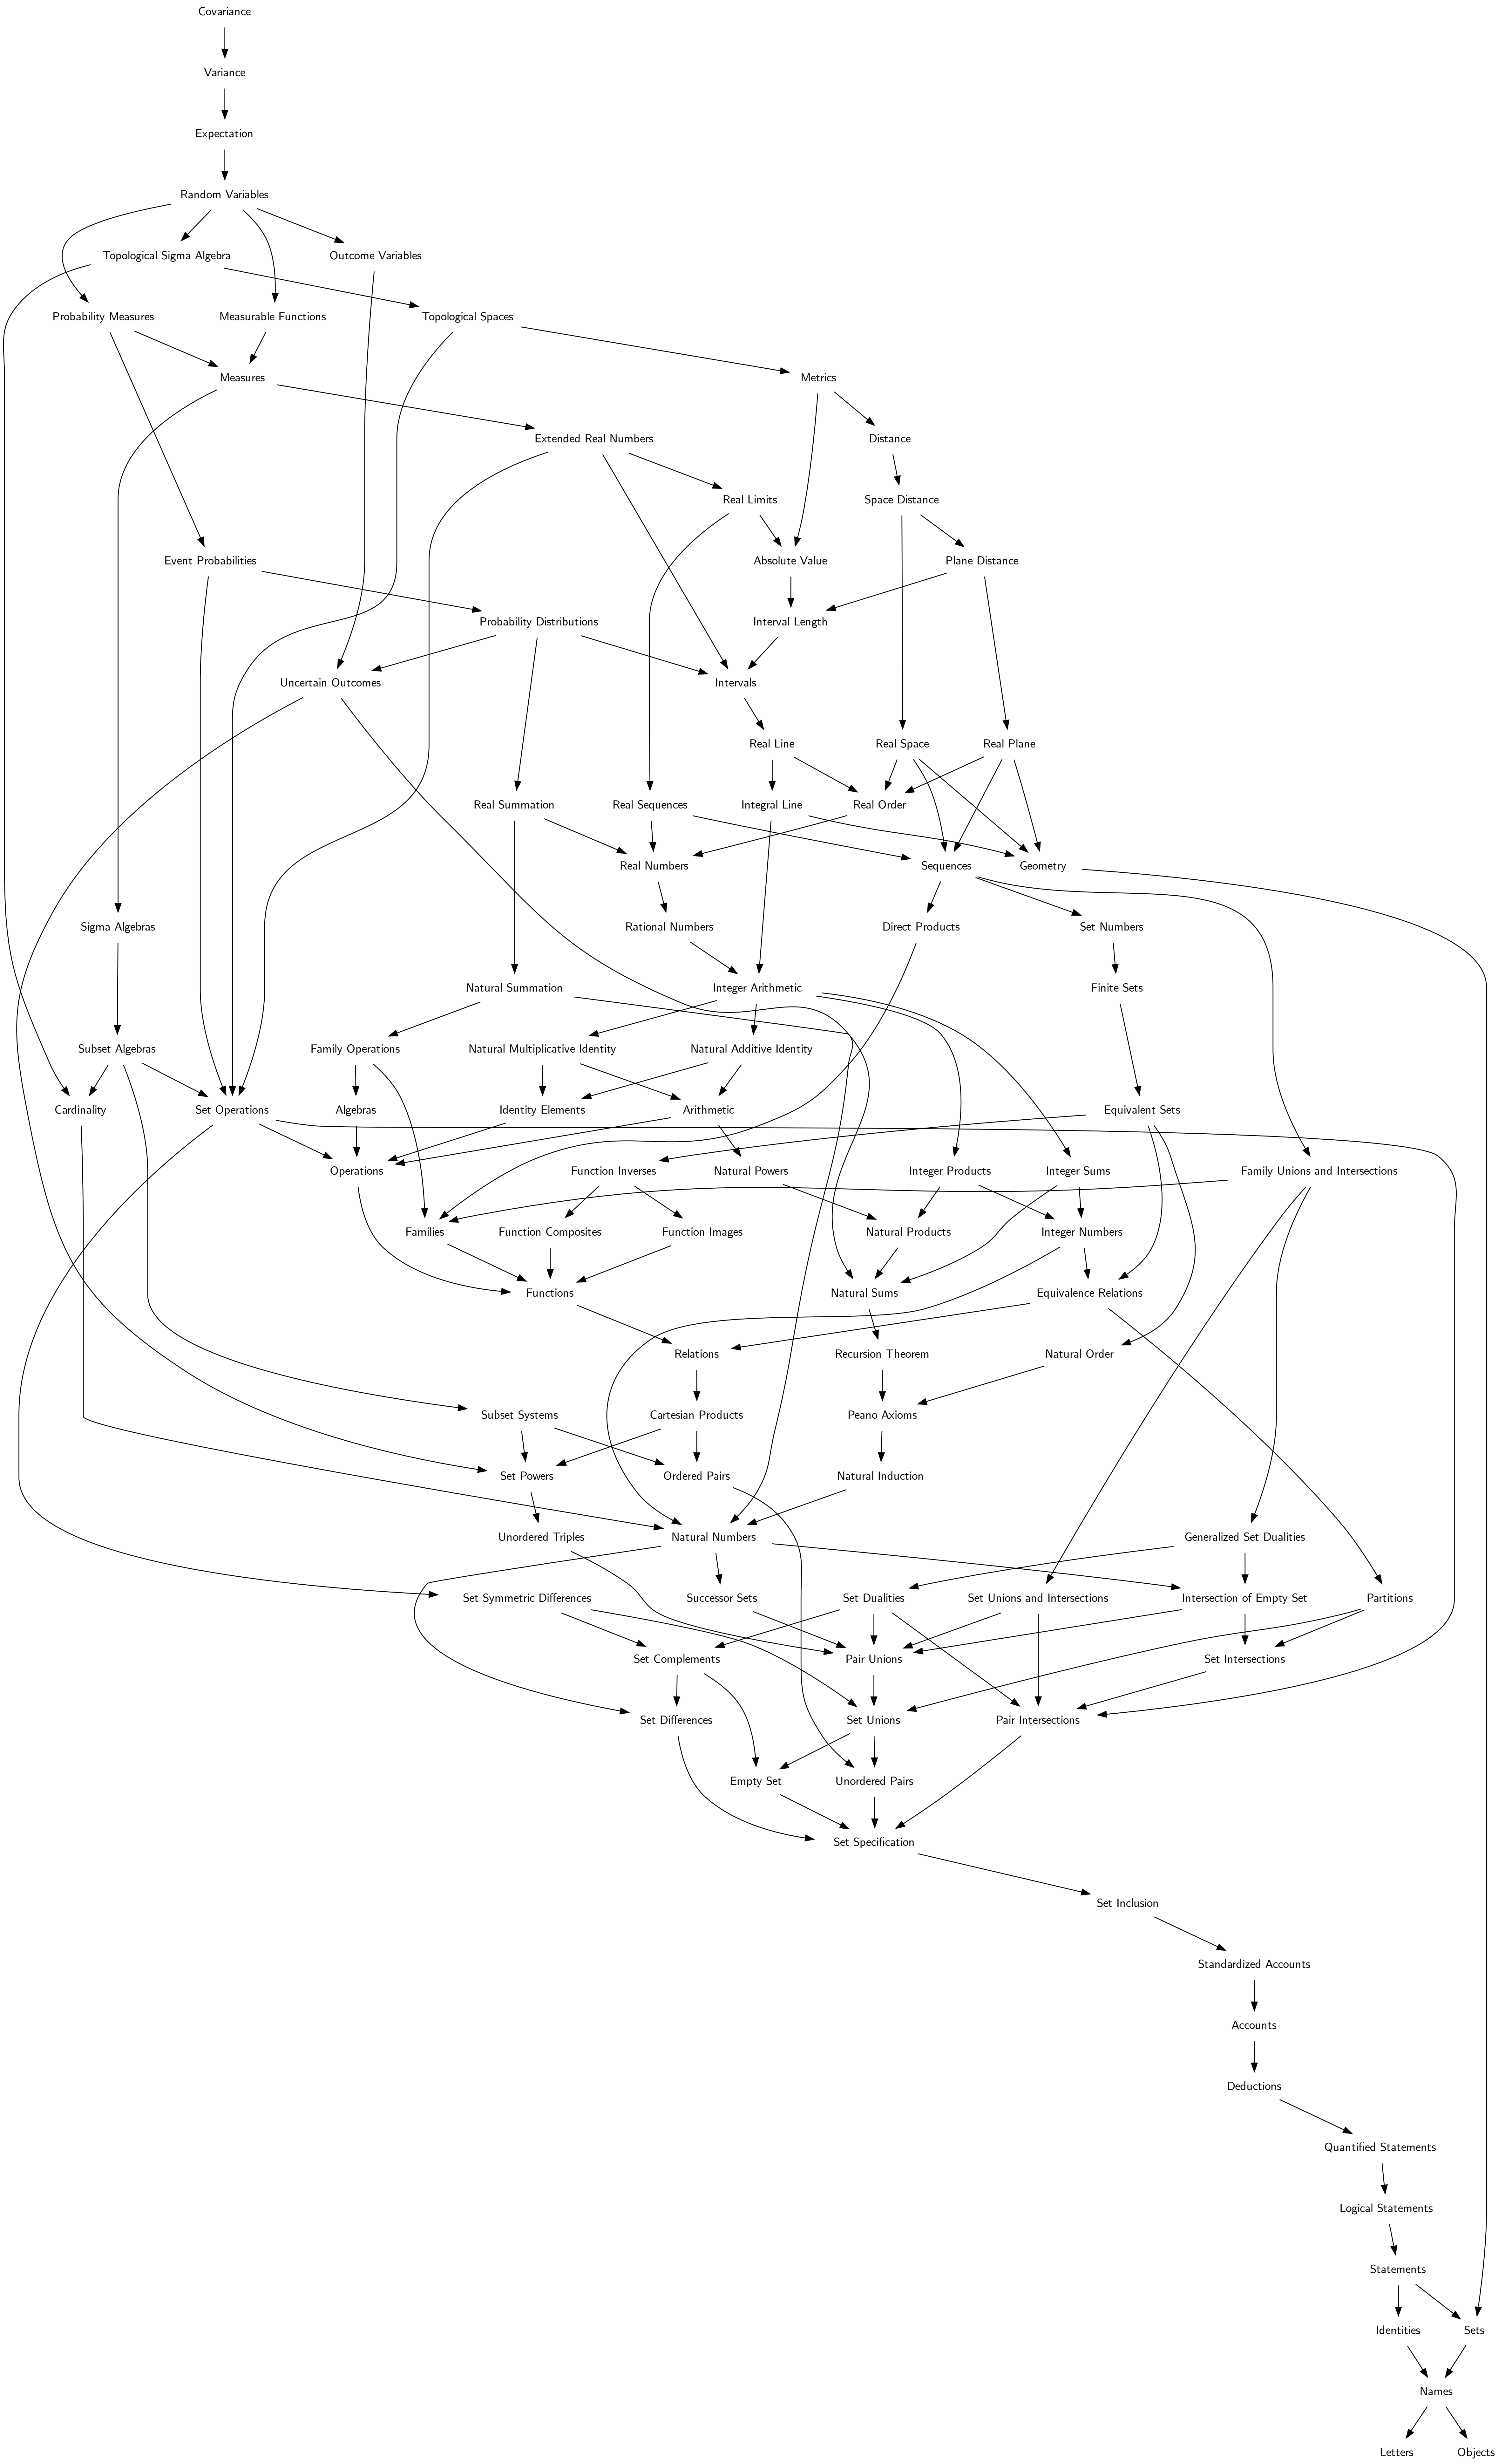 Covariance
Variance
Expectation
Random Variables
Topological Sigma Algebra
Outcome Variables
Probability Measures
Measurable Functions
Topological Spaces
Measures
Metrics
Extended Real Numbers
Distance
Real Limits
Space Distance
Event Probabilities
Absolute Value
Plane Distance
Probability Distributions
Interval Length
Uncertain Outcomes
Intervals
Real Line
Real Space
Real Plane
Real Summation
Real Sequences
Integral Line
Real Order
Real Numbers
Sequences
Geometry
Sigma Algebras
Rational Numbers
Direct Products
Set Numbers
Natural Summation
Integer Arithmetic
Finite Sets
Subset Algebras
Family Operations
Natural Multiplicative Identity
Natural Additive Identity
Cardinality
Set Operations
Algebras
Identity Elements
Arithmetic
Equivalent Sets
Operations
Function Inverses
Natural Powers
Integer Products
Integer Sums
Family Unions and Intersections
Families
Function Composites
Function Images
Natural Products
Integer Numbers
Functions
Natural Sums
Equivalence Relations
Relations
Recursion Theorem
Natural Order
Subset Systems
Cartesian Products
Peano Axioms
Set Powers
Ordered Pairs
Natural Induction
Unordered Triples
Natural Numbers
Generalized Set Dualities
Set Symmetric Differences
Successor Sets
Set Dualities
Set Unions and Intersections
Intersection of Empty Set
Partitions
Set Complements
Pair Unions
Set Intersections
Set Differences
Set Unions
Pair Intersections
Empty Set
Unordered Pairs
Set Specification
Set Inclusion
Standardized Accounts
Accounts
Deductions
Quantified Statements
Logical Statements
Statements
Identities
Sets
Names
Letters
Objects